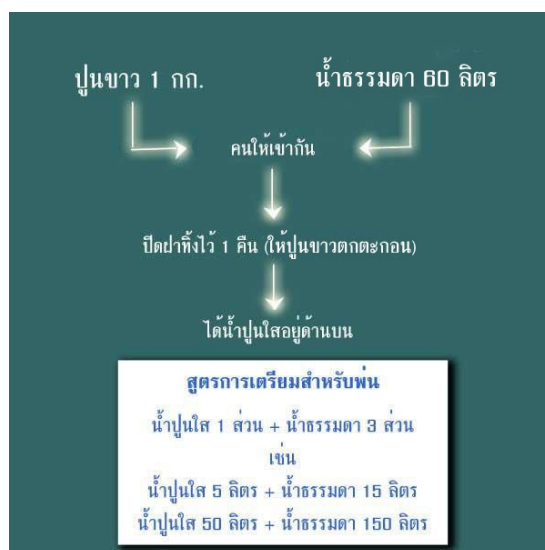 ปูนขาว 1 กก.
น้ำธรรมดา 60 ลิตร
คนให้เข้ากัน
ปิดฝาทิ้งไว้ 1 คืน (ให้ปูนขาวตกตะกอน)
ได้น้ำปูนใสอยู่ด้านบน
สูตรการเตรียมสำหรับพ่น
น้ำปูนใส 1 ส่วน + น้ำธรรมดา 3 ส่วน
เช่น
น้ำปูนใส 5 ลิตร + น้ำธรรมดา 15 ลิตร
น้ำปูนใส 50 ลิตร + น้ำธรรมดา 150 ลิตร